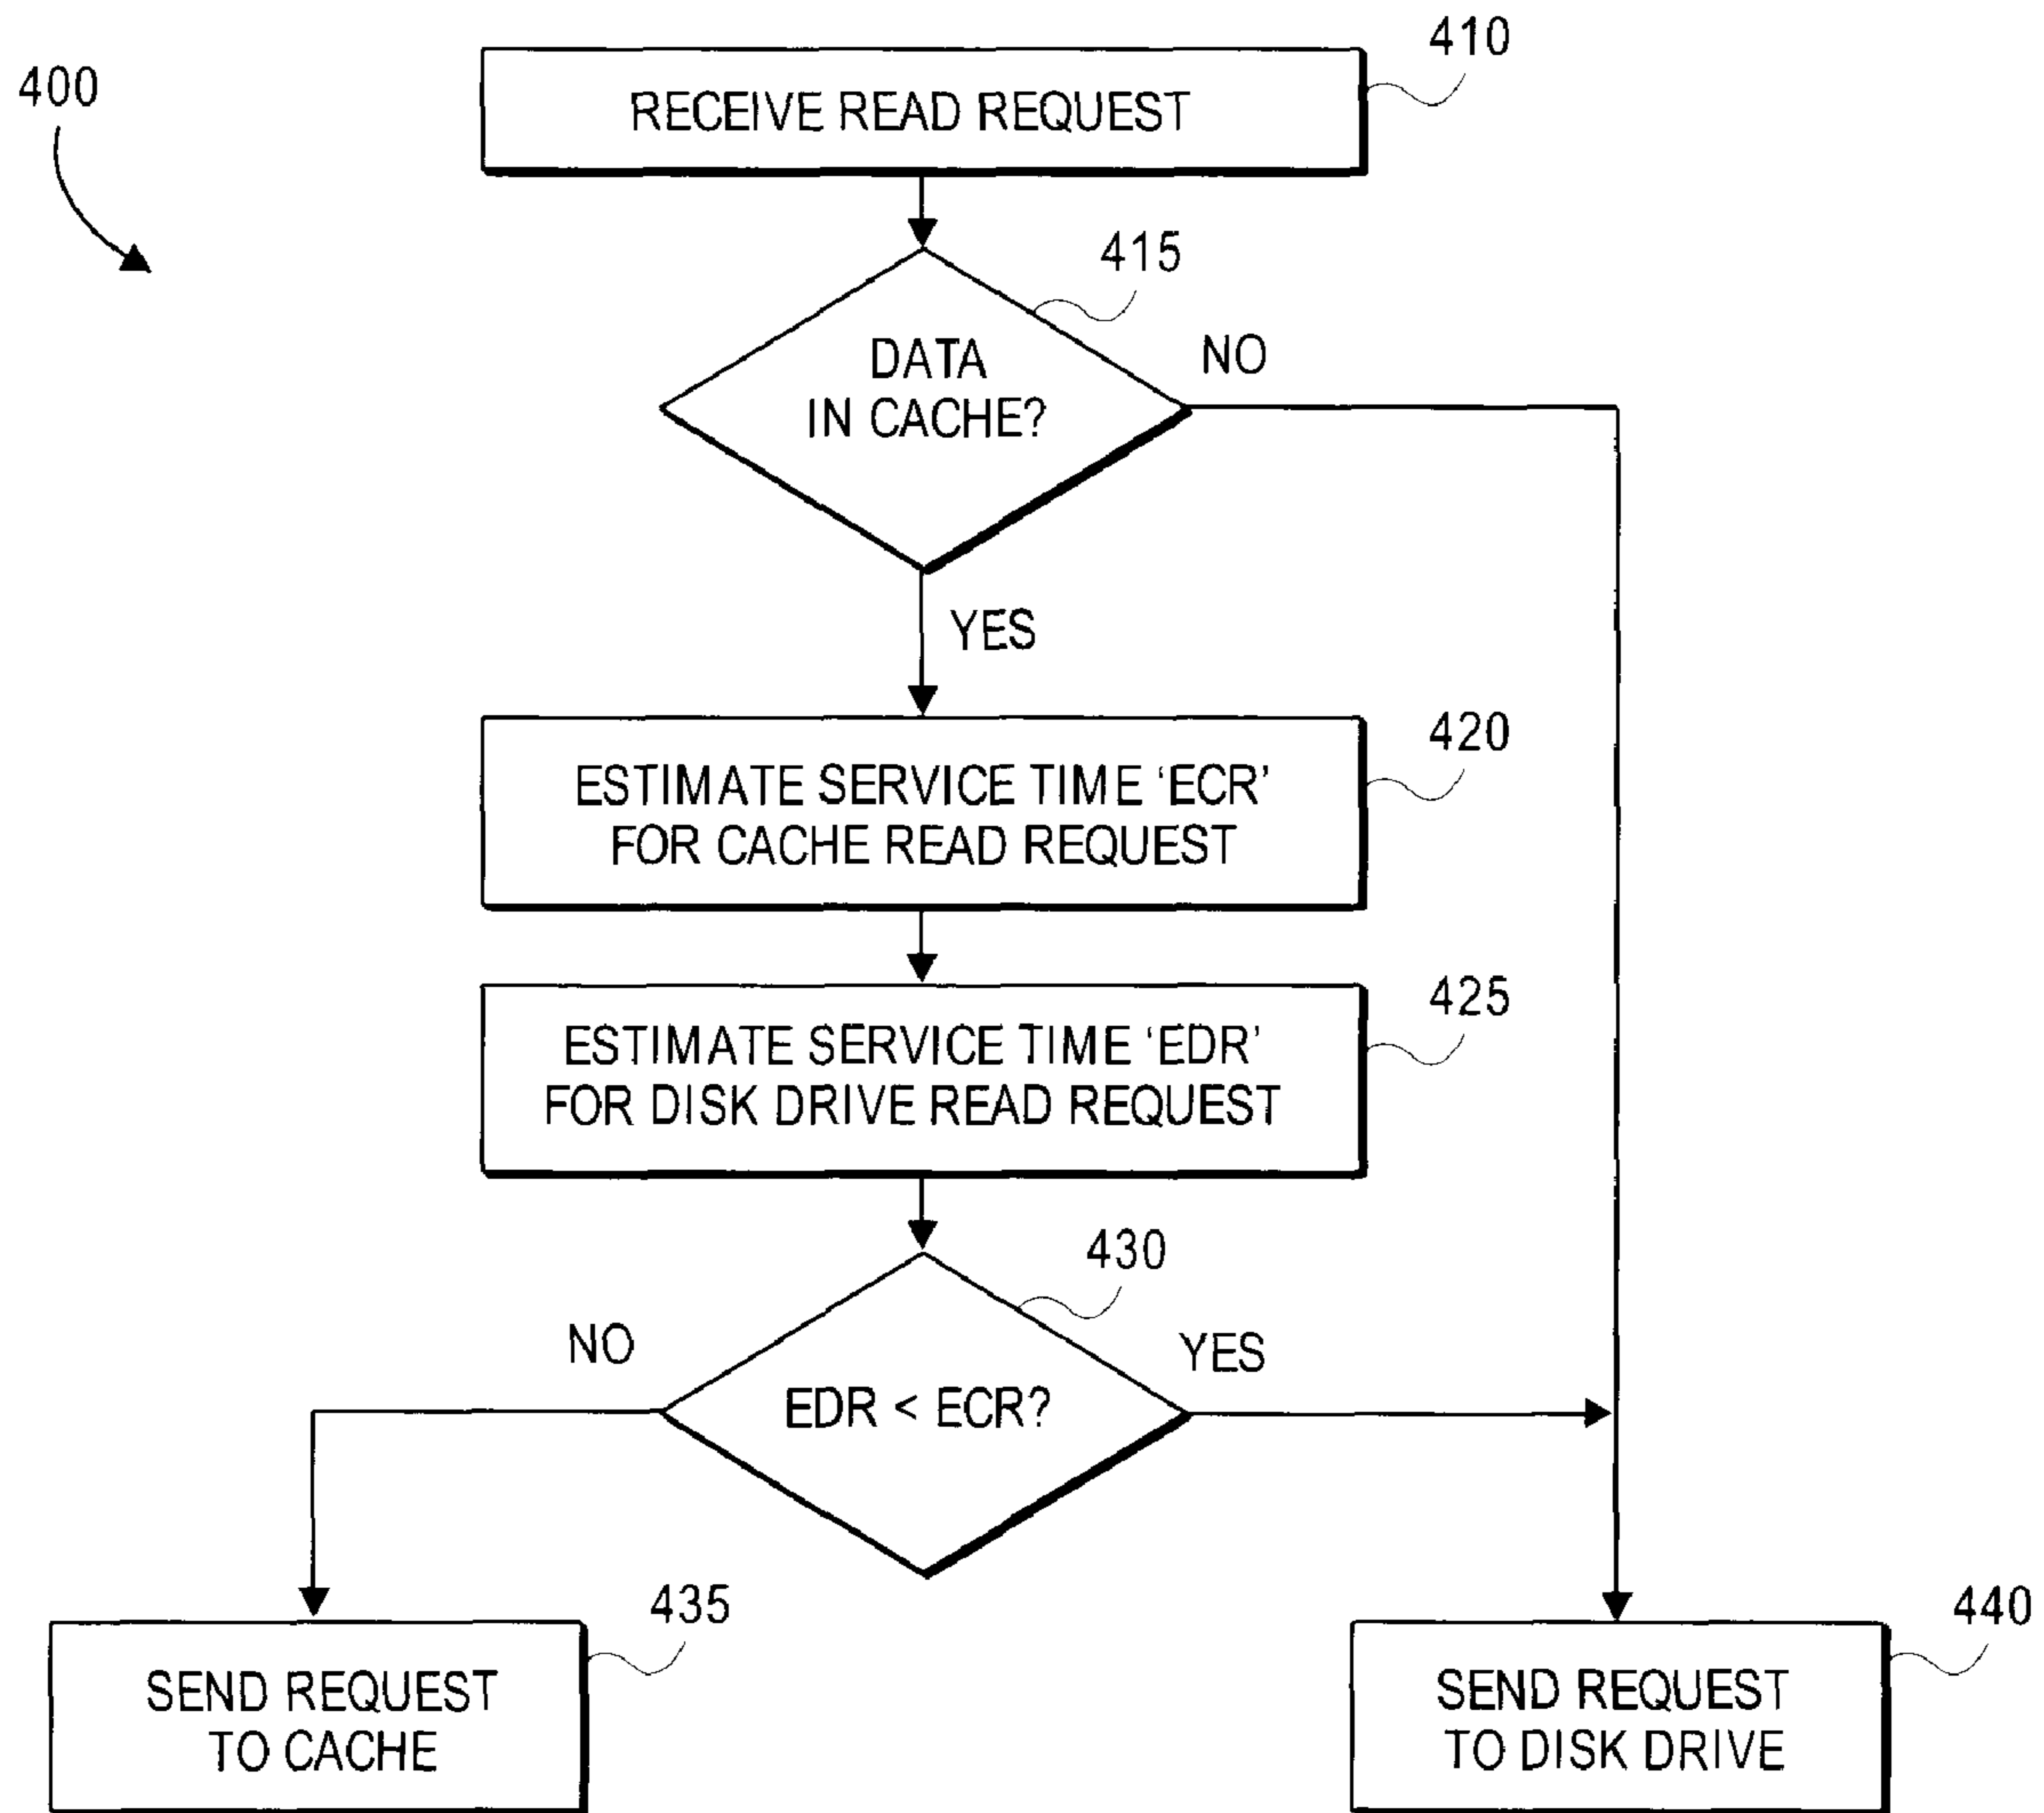 410
RECEIVE READ REQUEST
400
415
DATA
IN CACHE?
NO
YES
420
ESTIMATE SERVICE TIME ‘ECR’
FOR CACHE READ REQUEST
425
ESTIMATE SERVICE TIME ‘EDR’
FOR DISK DRIVE READ REQUEST
430
NO
YES
EDR < ECR?
435
SEND REQUEST
TO CACHE
440
SEND REQUEST
TO DISK DRIVE